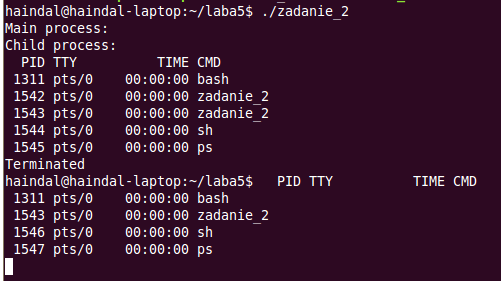 haindal@haindal-laptop:~/laba5$ ./zadanie_2
Main process:
Child process:
  PID TTY          TIME CMD
 1311 pts/0    00:00:00 bash
 1542 pts/0    00:00:00 zadanie_2
 1543 pts/0    00:00:00 zadanie_2
 1544 pts/0    00:00:00 sh
 1545 pts/0    00:00:00 ps
Terminated
haindal@haindal-laptop:~/laba5$   PID TTY          TIME CMD
 1311 pts/0    00:00:00 bash
 1543 pts/0    00:00:00 zadanie_2
 1546 pts/0    00:00:00 sh
 1547 pts/0    00:00:00 ps